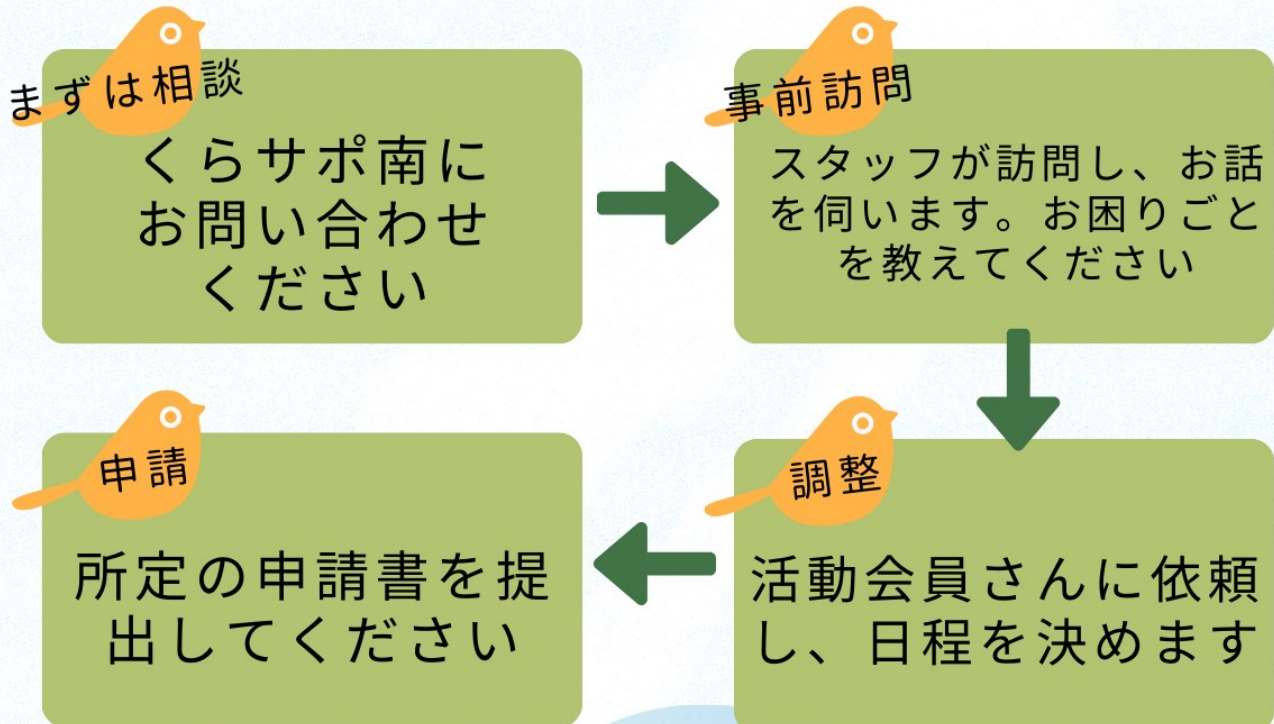 まずは相談
くらサポ南に
お問い合わせ
ください
事前訪問
スタッフが訪問し、お話
を伺います。お困りごと
を教えてください
調整
活動会員さんに依頼
し、日程を決めます
申請
所定の申請書を提
出してください